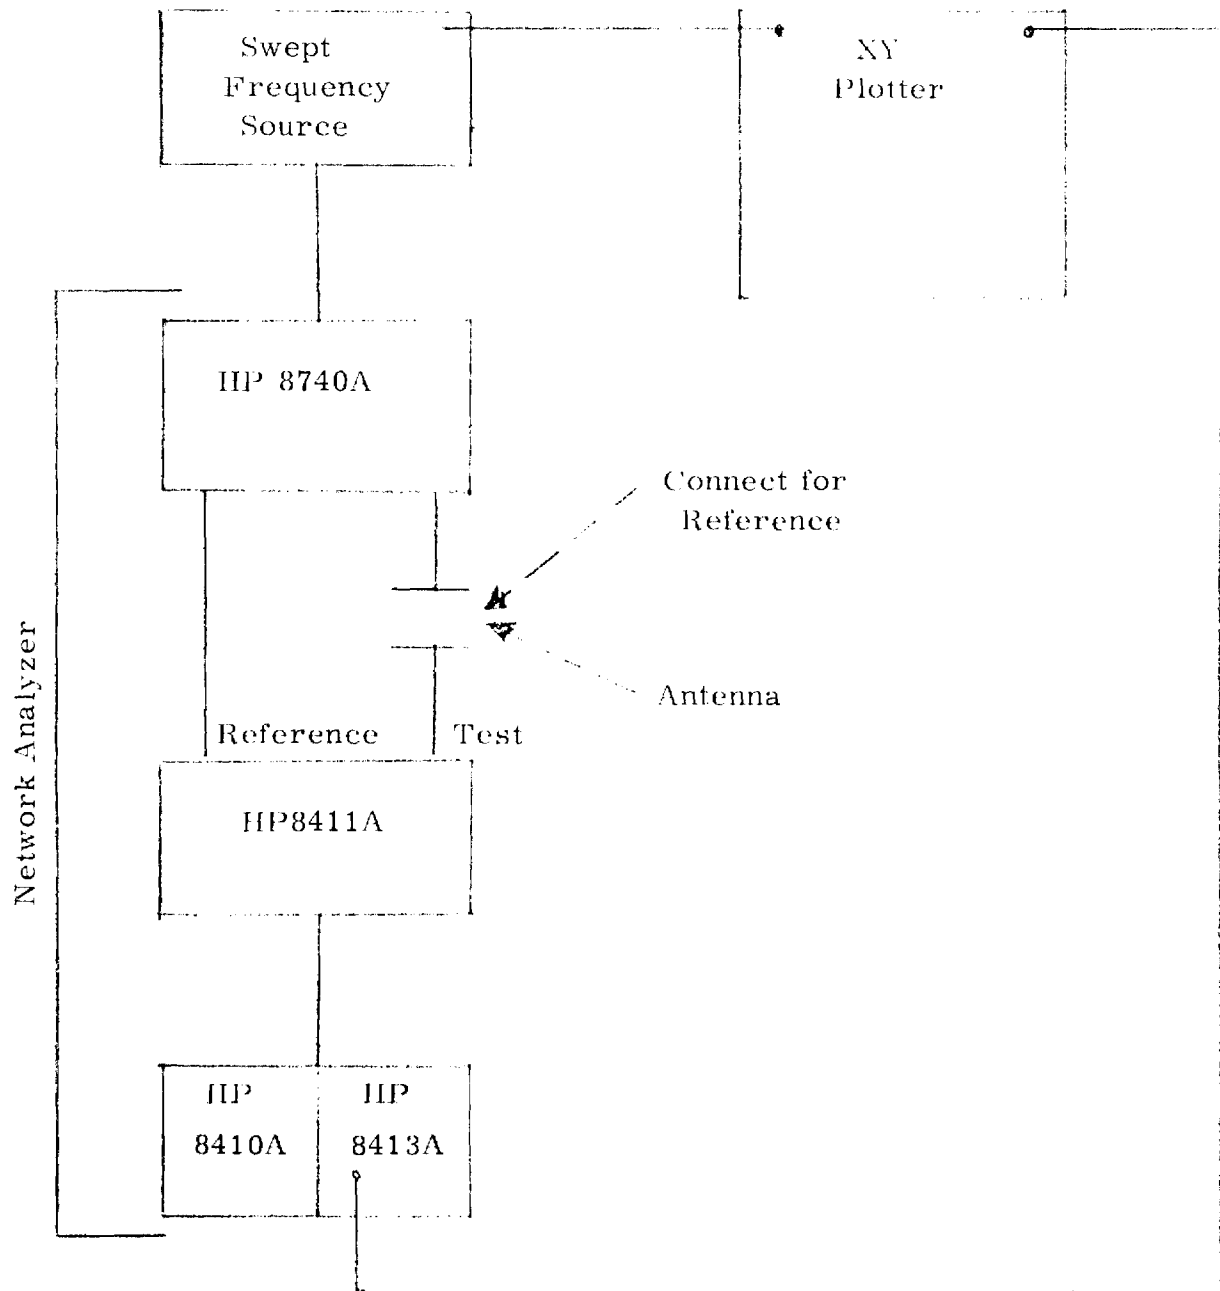 Swept
Frequency
Source
XY
Plotter
HP 8740A
Connect for
Reference
Antenna
Reference
Test
HP8411A
Network Analyzer
HP
8410A
HP
8413A